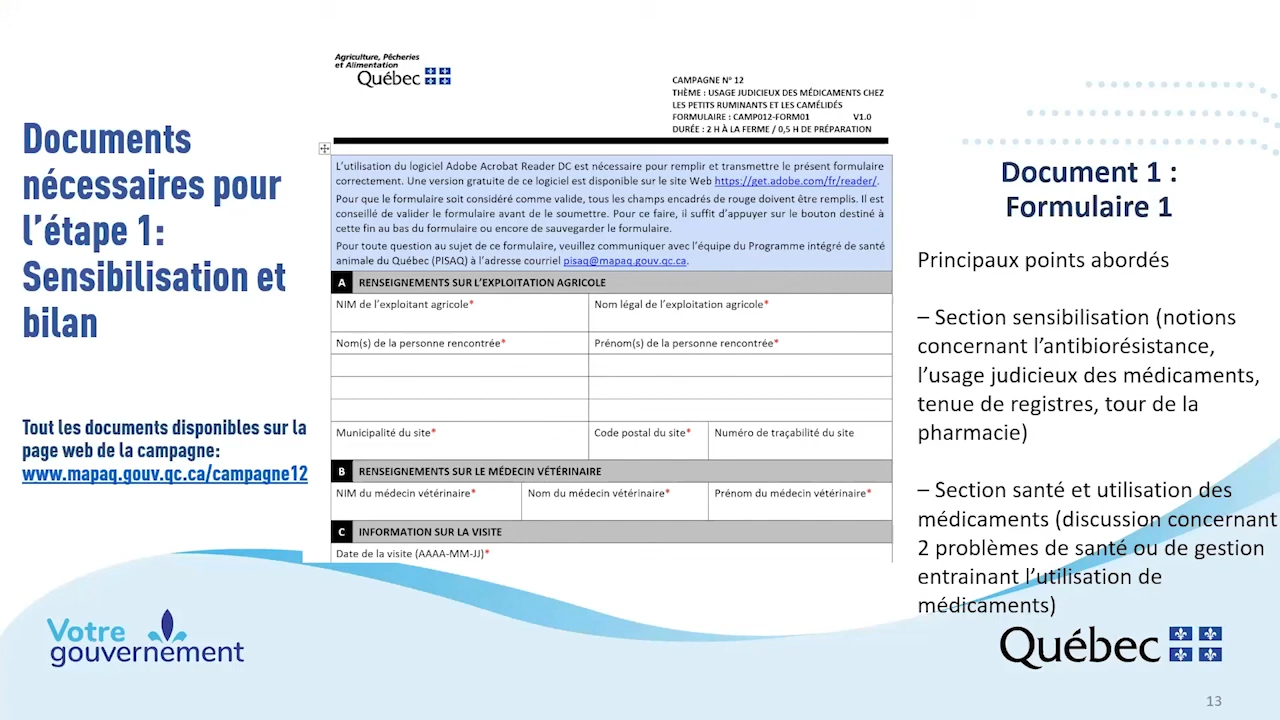 Documents
nécessaires pour
l'étape 1:
Sensibilisation et
bilan
Tout les documents disponibles sur la
page web de la campagne:
www.mapaq.gouv.qc.ca/campagne12
Agriculture, Pêcheries
et Alimentation
Québec
CAMPAGNE N° 12
THÈME : USAGE JUDICIEUX DES MÉDICAMENTS CHEZ
LES PETITS RUMINANTS ET LES CAMÉLIDÉS
FORMULAIRE : CAMP012-FORM01 V1.0
DURÉE : 2 H À LA FERME / 0,5 H DE PRÉPARATION
L'utilisation du logiciel Adobe Acrobat Reader DC est nécessaire pour remplir et transmettre le présent formulaire
correctement. Une version gratuite de ce logiciel est disponible sur le site Web https://get.adobe.com/fr/reader/.
Pour que le formulaire soit considéré comme valide, tous les champs encadrés de rouge doivent être remplis. Il est
conseillé de valider le formulaire avant de le soumettre. Pour ce faire, il suffit d'appuyer sur le bouton destiné à
cette fin au bas du formulaire ou encore de sauvegarder le formulaire.
Pour toute question au sujet de ce formulaire, veuillez communiquer avec l'équipe du Programme intégré de santé
animale du Québec (PISAQ) à l'adresse courriel pisaq@mapaq.gouv.qc.ca.
A RENSEIGNEMENTS SUR L'EXPLOITATION AGRICOLE
NIM de l'exploitant agricole* Nom légal de l'exploitation agricole*
Nom(s) de la personne rencontrée* Prénom(s) de la personne rencontrée*
Municipalité du site* Code postal du site* Numéro de traçabilité du site
B RENSEIGNEMENTS SUR LE MÉDECIN VÉTÉRINAIRE
NIM du médecin vétérinaire* Nom du médecin vétérinaire* Prénom du médecin vétérinaire*
C INFORMATION SUR LA VISITE
Date de la visite (AAAA-MM-JJ)*
Document 1 :
Formulaire 1
Principaux points abordés
– Section sensibilisation (notions
concernant l'antibiorésistance,
l'usage judicieux des médicaments,
tenue de registres, tour de la
pharmacie)
– Section santé et utilisation des
médicaments (discussion concernant
2 problèmes de santé ou de gestion
entrainant l'utilisation de
médicaments)
Votre
gouvernement
Québec
13